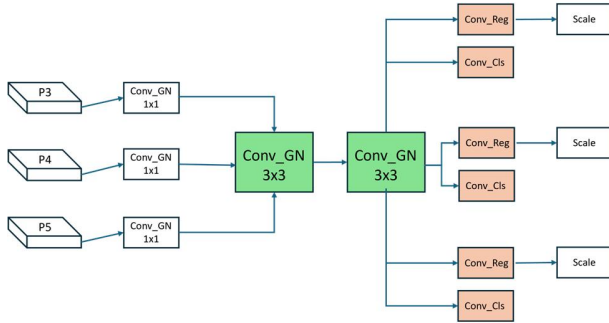 Conv_Reg
Scale
Conv_Cls
P3
Conv_GN
1x1
P4
Conv_GN
1x1
P5
Conv_GN
1x1
Conv_GN
3x3
Conv_GN
3x3
Conv_Reg
Scale
Conv_Cls
Conv_Reg
Scale
Conv_Cls